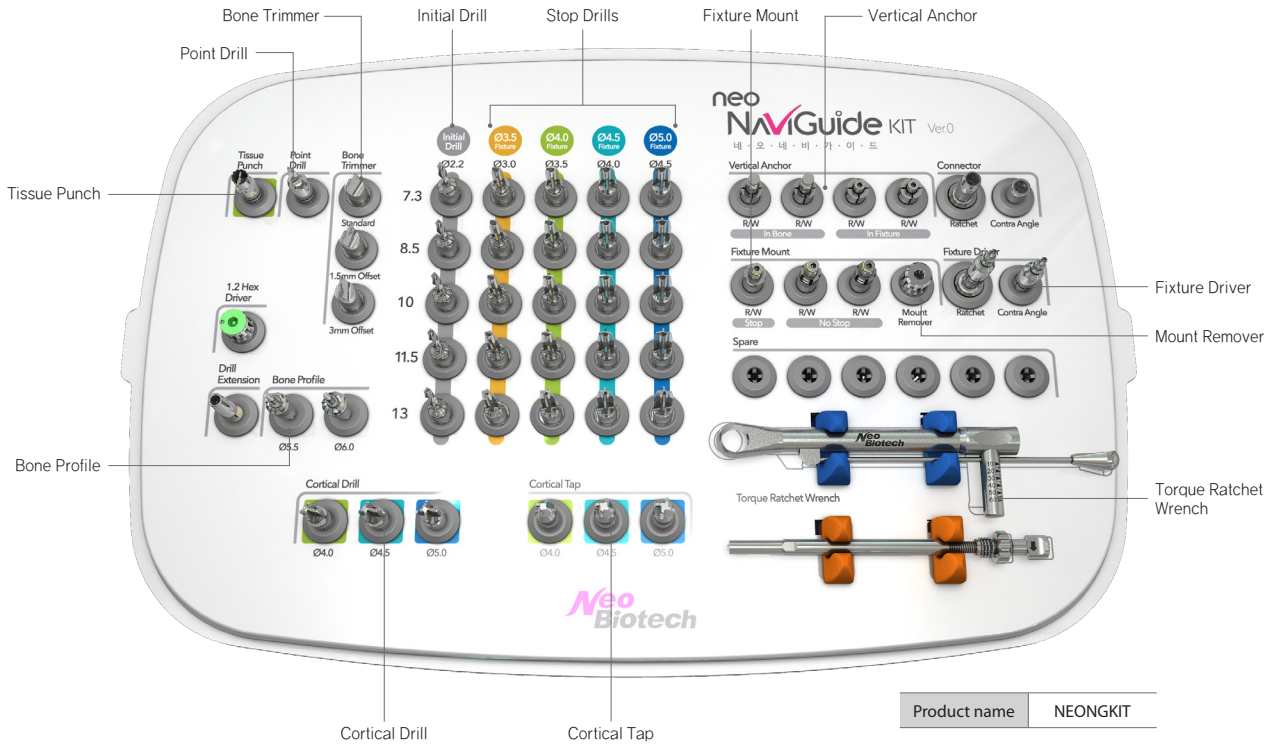 Bone Trimmer
Initial Drill
Stop Drills
Fixture Mount
Vertical Anchor
Point Drill
Tissue Punch
Bone Profile
Cortical Drill
Cortical Tap
Fixture Driver
Mount Remover
Torque Ratchet
Wrench
neo
NaviGuide KIT Ver.0
네·오·네·비·가·이·드
Tissue
Punch
Point
Drill
Bone
Trimmer
Standard
1.5mm Offset
3mm Offset
1.2 Hex
Driver
Drill
Extension
Bone Profile
Ø5.5 Ø6.0
Initial
Drill
Ø3.5
Fixture
Ø4.0
Fixture
Ø4.5
Fixture
Ø5.0
Fixture
Ø2.2 Ø3.0 Ø3.5 Ø4.0 Ø4.5
7.3
8.5
10
11.5
13
Cortical Drill
Ø4.0 Ø4.5 Ø5.0
Cortical Tap
Ø4.0 Ø4.5 Ø5.0
Vertical Anchor
R/W R/W R/W R/W
In Bone In Fixture
Connector
Ratchet Contra Angle
Fixture Mount
R/W R/W R/W
Mount
Remover
Stop No Stop
Fixture Driver
Ratchet Contra Angle
Spare
Neo
Biotech
10
20
30
40
50
60
Torque Ratchet Wrench
Neo
Biotech
Product name NEONGKIT